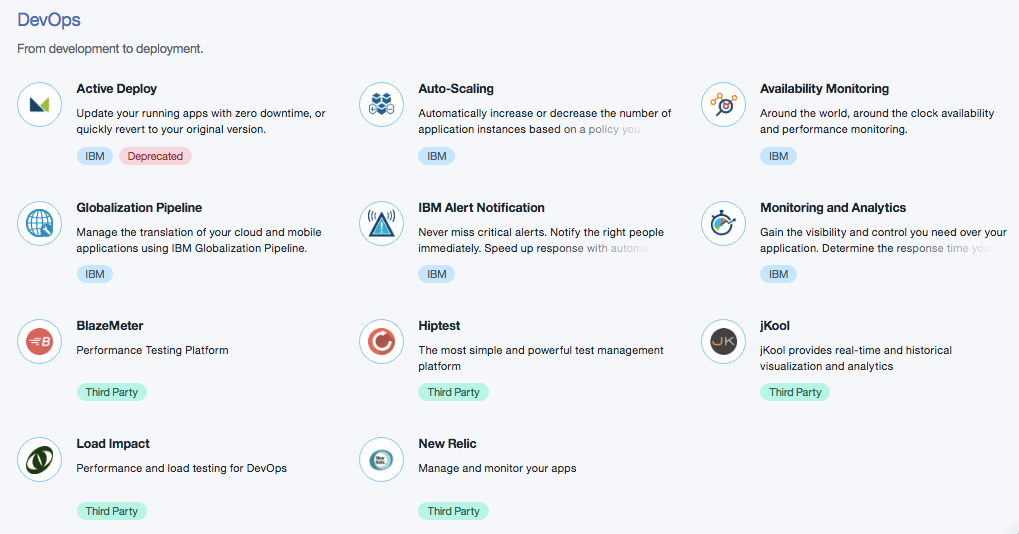 DevOps
From development to deployment.
Active Deploy
Update your running apps with zero downtime, or
quickly revert to your original version.
IBM Deprecated
Auto-Scaling
Automatically increase or decrease the number of
application instances based on a policy you
IBM
Availability Monitoring
Around the world, around the clock availability
and performance monitoring.
IBM
Globalization Pipeline
Manage the translation of your cloud and mobile
applications using IBM Globalization Pipeline.
IBM
IBM Alert Notification
Never miss critical alerts. Notify the right people
immediately. Speed up response with automa
IBM
Monitoring and Analytics
Gain the visibility and control you need over your
application. Determine the response time you
IBM
B
BlazeMeter
Performance Testing Platform
Third Party
Hiptest
The most simple and powerful test management
platform
Third Party
JK
jKool
jKool provides real-time and historical
visualization and analytics
Third Party
Load Impact
Performance and load testing for DevOps
Third Party
New
Relic.
New Relic
Manage and monitor your apps
Third Party